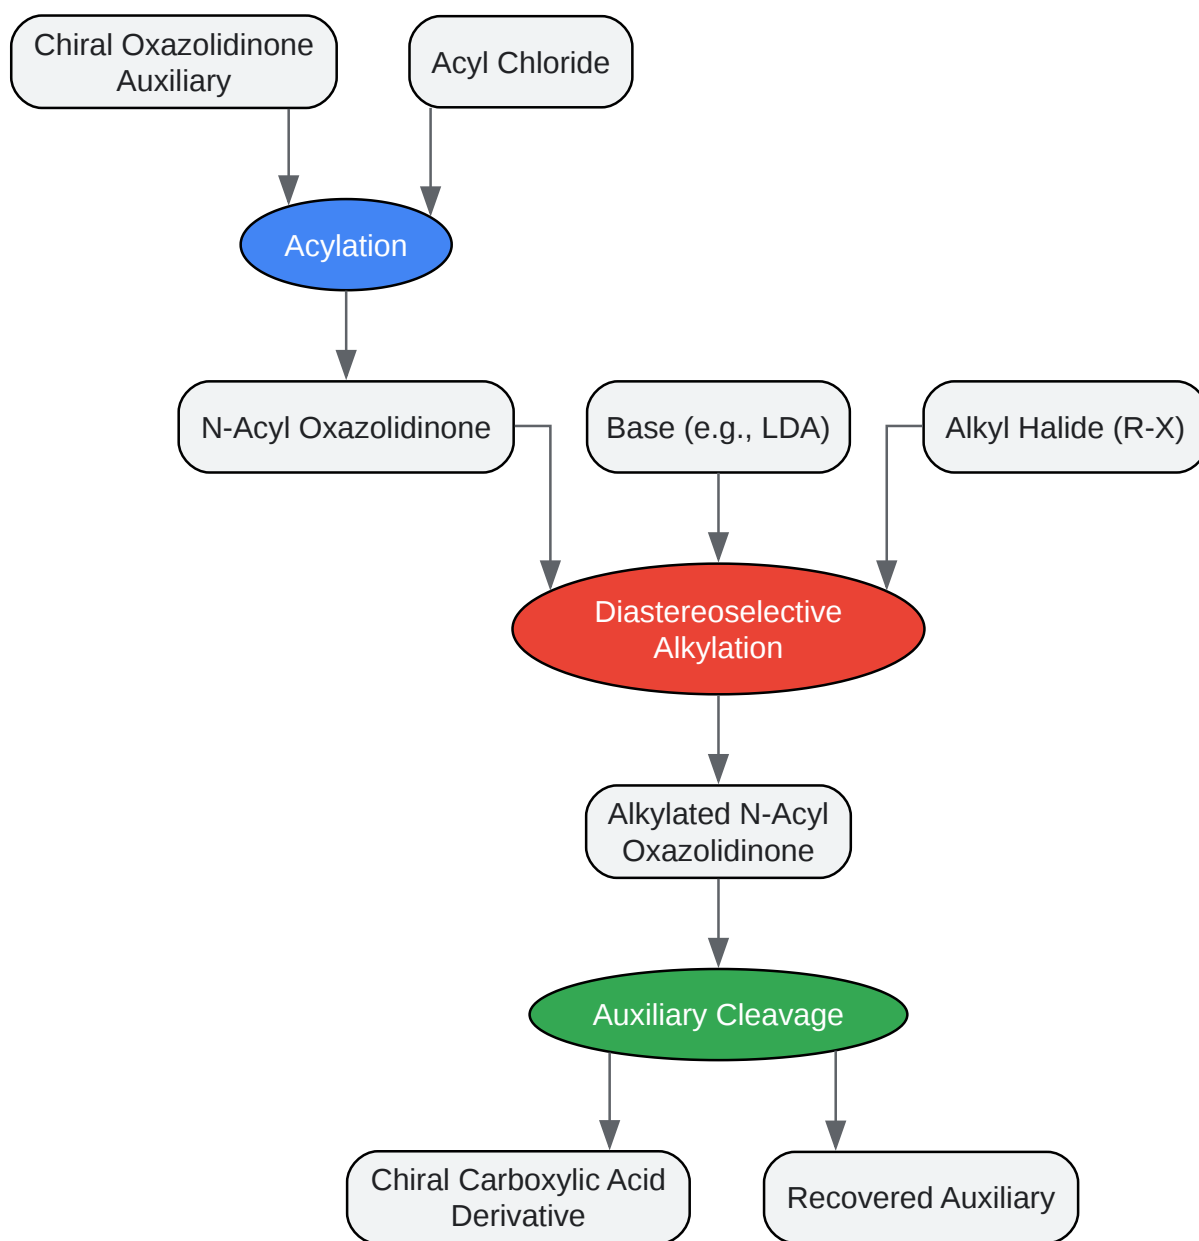 Chiral Oxazolidinone
Auxiliary
Acyl Chloride
Acylation
N-Acyl Oxazolidinone
Base (e.g., LDA)
Alkyl Halide (R-X)
Diastereoselective
Alkylation
Alkylated N-Acyl
Oxazolidinone
Auxiliary Cleavage
Chiral Carboxylic Acid
Derivative
Recovered Auxiliary